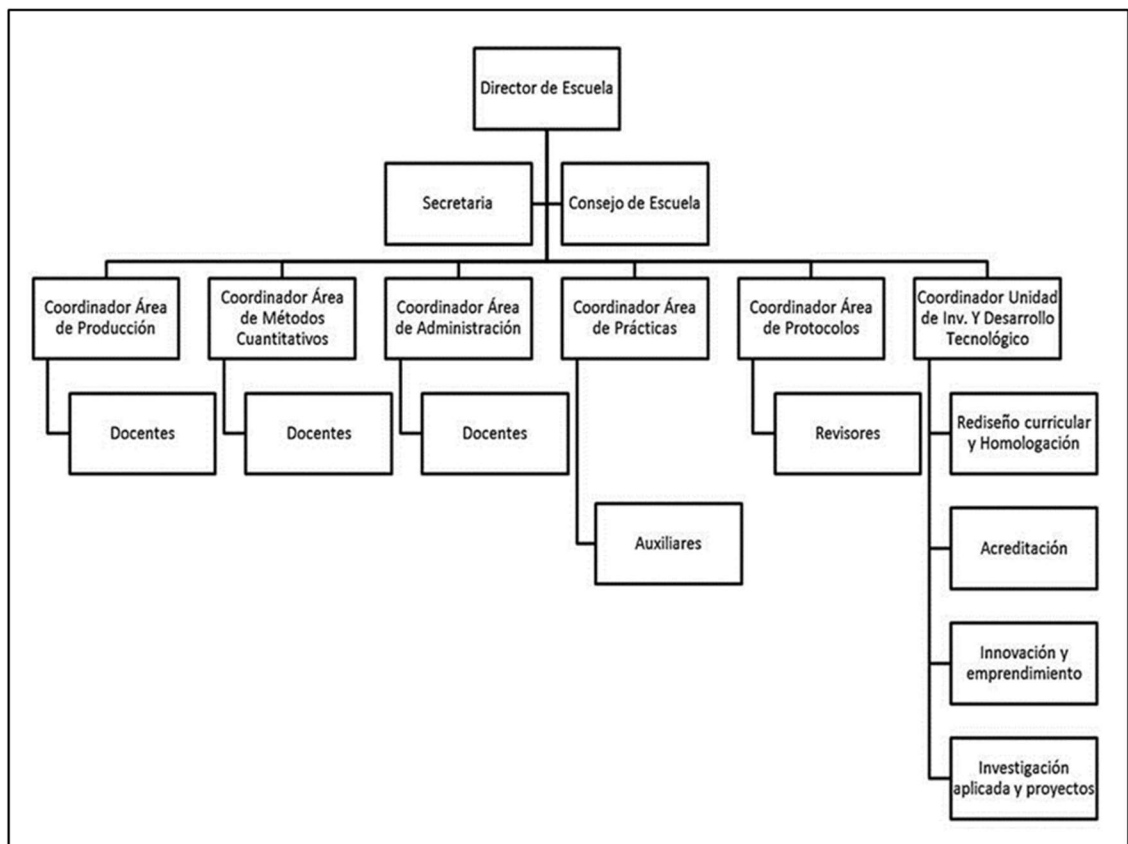 Director de Escuela
Secretaria
Consejo de Escuela
Coordinador Área
de Producción
Coordinador Área
de Métodos
Cuantitativos
Coordinador Área
de Administración
Coordinador Área
de Prácticas
Coordinador Área
de Protocolos
Coordinador Unidad
de Inv. Y Desarrollo
Tecnológico
Docentes
Docentes
Docentes
Auxiliares
Revisores
Rediseño curricular
y Homologación
Acreditación
Innovación y
emprendimiento
Investigación
aplicada y proyectos